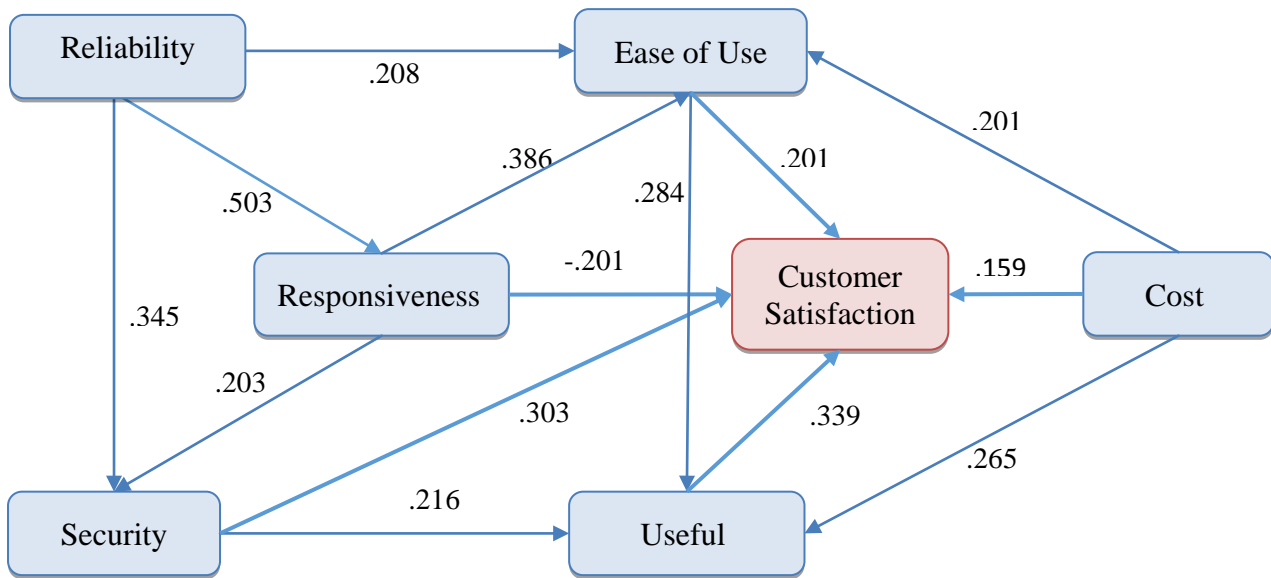 Reliability
Ease of Use
.208
.201
.386
.201
.284
.503
-.201
Customer
Satisfaction
.159
Responsiveness
Cost
.345
.203
.303
.339
.265
.216
Security
Useful